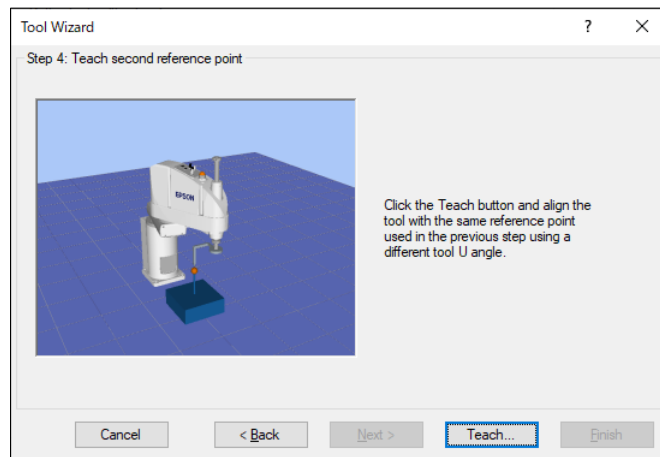 Tool Wizard
?
Step 4: Teach second reference point
EPSON
Click the Teach button and align the
tool with the same reference point
used in the previous step using a
different tool U angle.
Cancel
< Back
Next >
Teach...
Finish